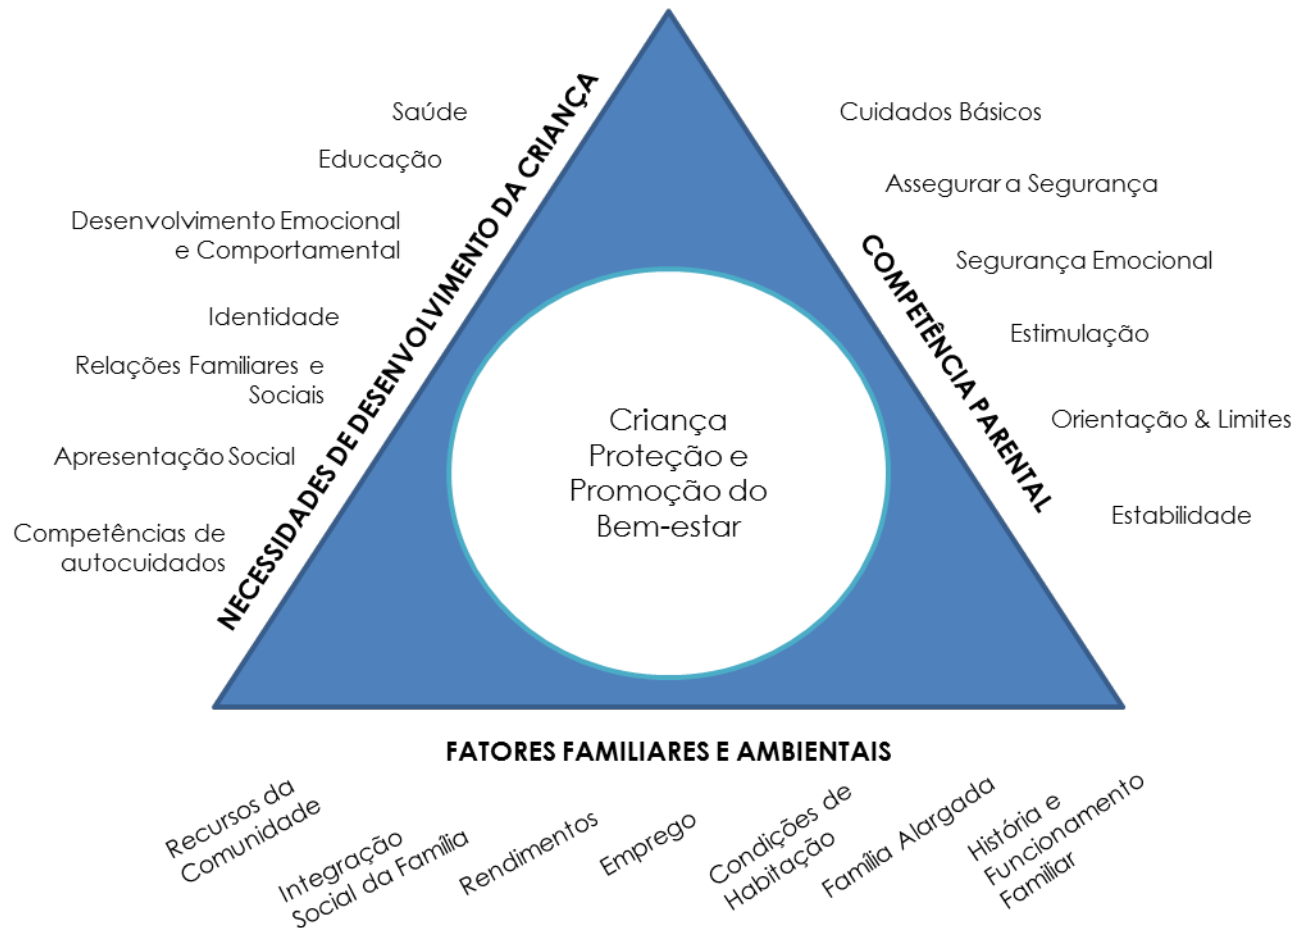 Saúde
Educação
Desenvolvimento Emocional
e Comportamental
Identidade
Relações Familiares e
Sociais
Apresentação Social
Competências de
autocuidados
NECESSIDADES DE DESENVOLVIMENTO DA CRIANÇA
Criança
Proteção e
Promoção do
Bem-estar
COMPETÊNCIA PARENTAL
Cuidados Básicos
Assegurar a Segurança
Segurança Emocional
Estimulação
Orientação & Limites
Estabilidade
FATORES FAMILIARES E AMBIENTAIS
Recursos da
Comunidade
Integração
Social da Família
Rendimentos
Emprego
Condições de
Habitação
Família Alargada
História e
Funcionamento
Familiar